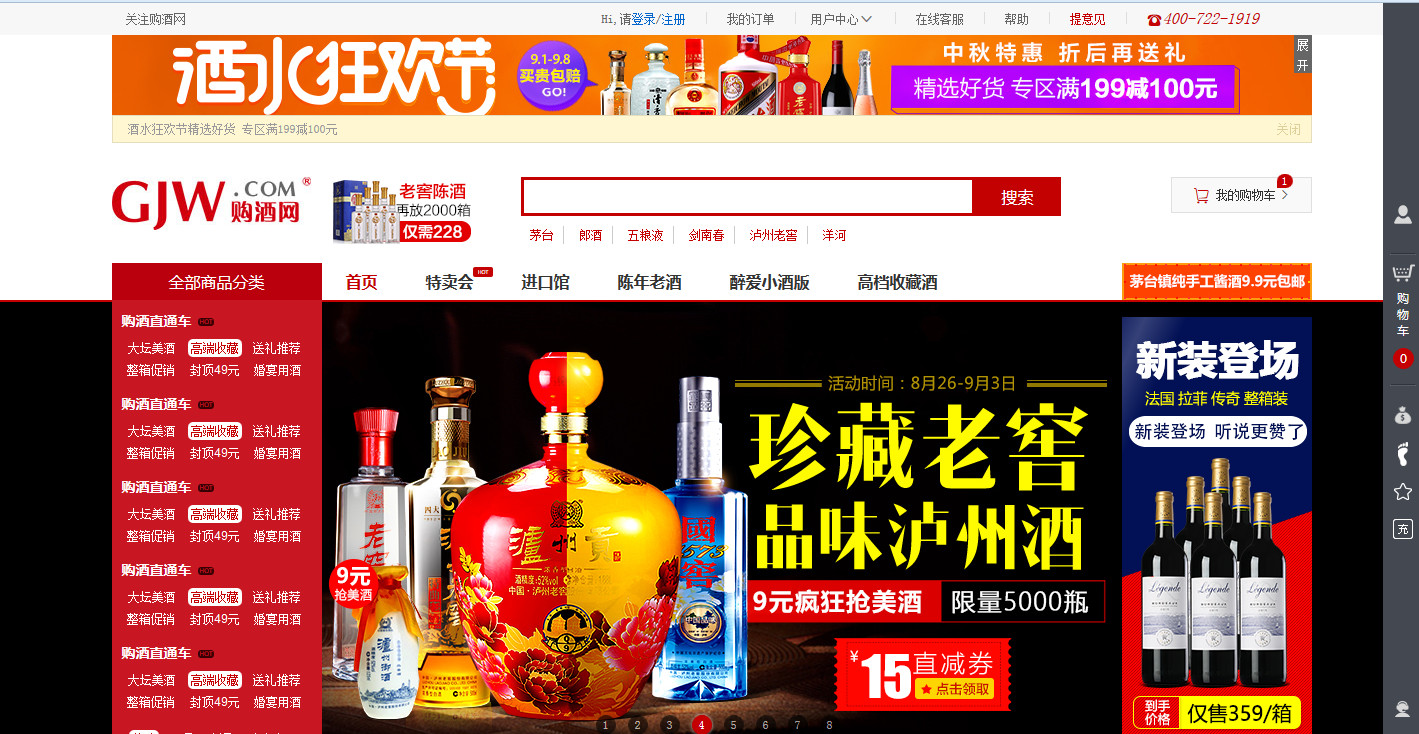 关注购酒网
Hi, 请登录/注册
我的订单
用户中心
在线客服
帮助
提意见
400-722-1919
酒水狂欢节
9.1-9.8
买贵包赔
GO!
中秋特惠 折后再送礼
精选好货 专区满199减100元
展开
酒水狂欢节精选好货 专区满199减100元
关闭
GJW.COM®
购酒网
老窖陈酒
再放2000箱
仅需228
搜索
我的购物车
1
茅台
郎酒
五粮液
剑南春
泸州老窖
洋河
全部商品分类
首页
特卖会
HOT
进口馆
陈年老酒
醉爱小酒版
高档收藏酒
茅台镇纯手工酱酒9.9元包邮
购酒直通车 HOT
大坛美酒 高端收藏 送礼推荐
整箱促销 封顶49元 婚宴用酒
购酒直通车 HOT
大坛美酒 高端收藏 送礼推荐
整箱促销 封顶49元 婚宴用酒
购酒直通车 HOT
大坛美酒 高端收藏 送礼推荐
整箱促销 封顶49元 婚宴用酒
购酒直通车 HOT
大坛美酒 高端收藏 送礼推荐
整箱促销 封顶49元 婚宴用酒
购酒直通车 HOT
大坛美酒 高端收藏 送礼推荐
整箱促销 封顶49元 婚宴用酒
活动时间：8月26-9月3日
珍藏老窖
品味泸州酒
9元疯狂抢美酒 限量5000瓶
¥15直减券
点击领取
9元
抢美酒
泸州贡
酒精度:52%vol
國窖
1573
泸州御酒
1 2 3 4 5 6 7 8
新装登场
法国 拉菲 传奇 整箱装
新装登场 听说更赞了
Légende
Légende
Légende
到手价格
仅售359/箱
购物车
0
充